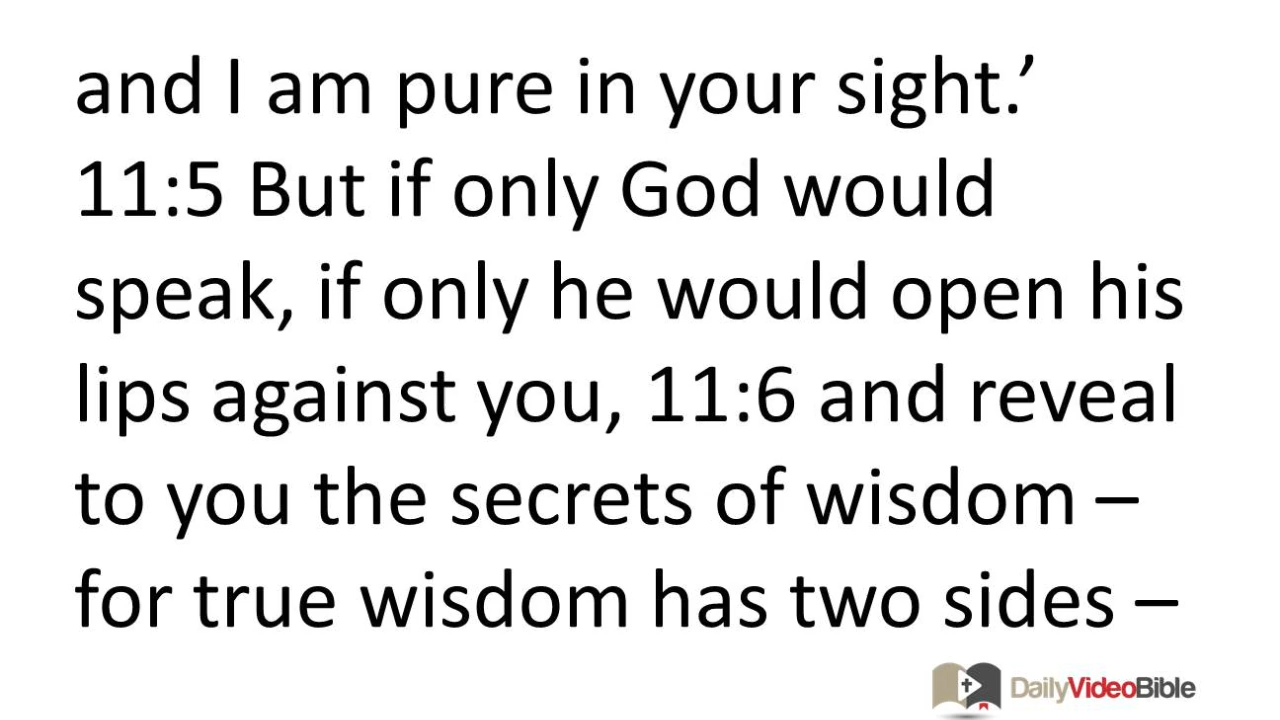 and I am pure in your sight.’
11:5 But if only God would
speak, if only he would open his
lips against you, 11:6 and reveal
to you the secrets of wisdom –
for true wisdom has two sides –
DailyVideoBible